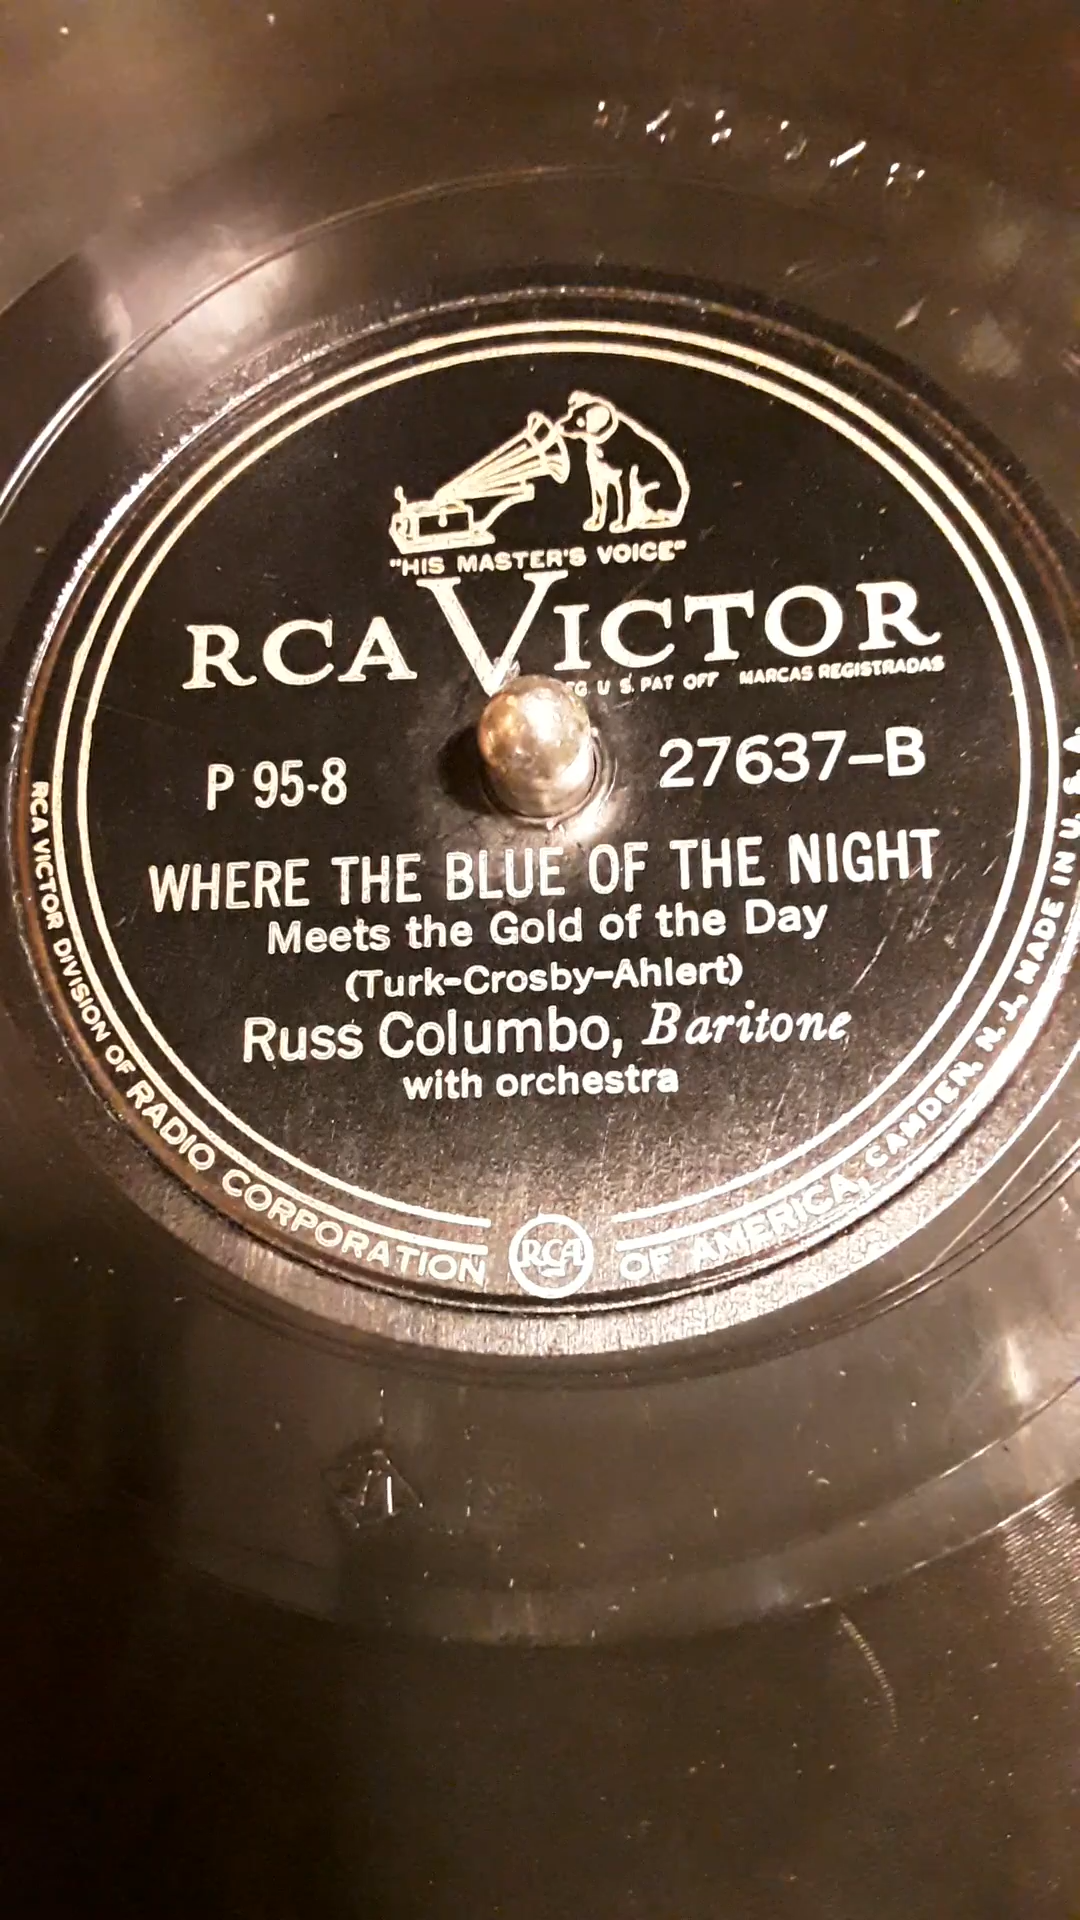 "HIS MASTER'S VOICE"
RCA VICTOR
U S. PAT OFF MARCAS REGISTRADAS
P 95-8
27637-B
WHERE THE BLUE OF THE NIGHT
Meets the Gold of the Day
(Turk-Crosby-Ahlert)
Russ Columbo, Baritone
with orchestra
RCA VICTOR DIVISION OF RADIO CORPORATION OF AMERICA, CAMDEN, N. J. MADE IN U. S. A.
RCA